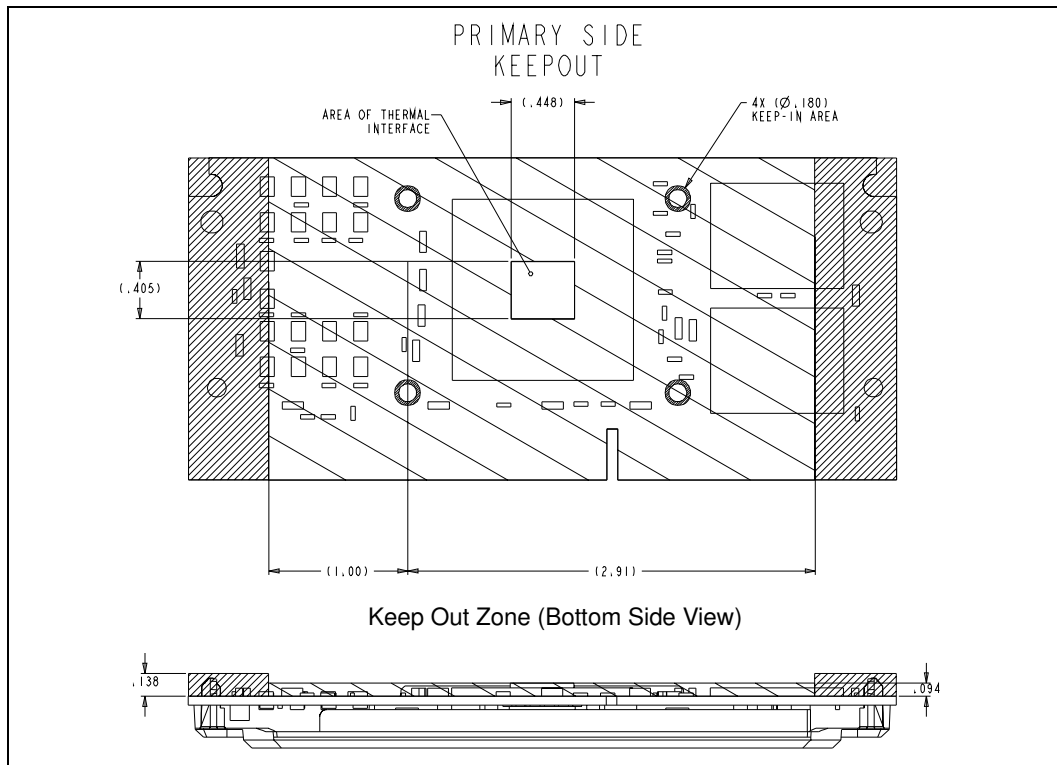 PRIMARY SIDE
KEEPOUT
(.448)
AREA OF THERMAL
INTERFACE
4X (Ø.180)
KEEP-IN AREA
(.405)
(1.00)
(2.91)
Keep Out Zone (Bottom Side View)
.138
.094